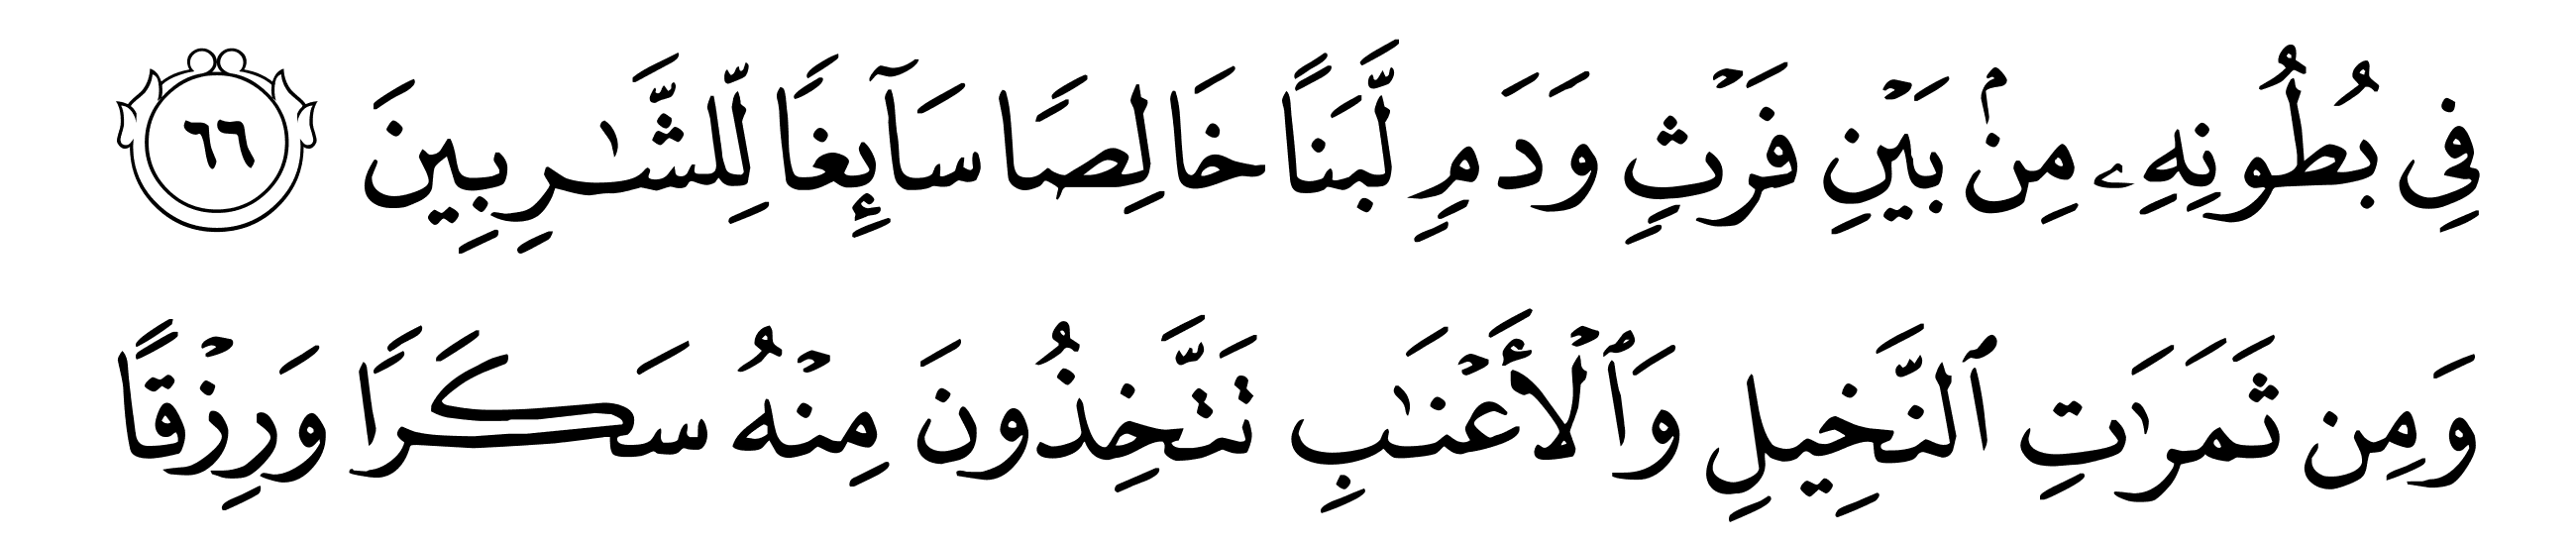 فِي بُطُونِهِۦ مِنۢ بَيْنِ فَرْثٖ وَدَمٖ لَّبَنًا خَالِصٗا سَآئِغٗا لِّلشَّٰرِبِينَ ٦٦
وَمِن ثَمَرَٰتِ ٱلنَّخِيلِ وَٱلْأَعْنَٰبِ تَتَّخِذُونَ مِنْهُ سَكَرٗا وَرِزْقًا